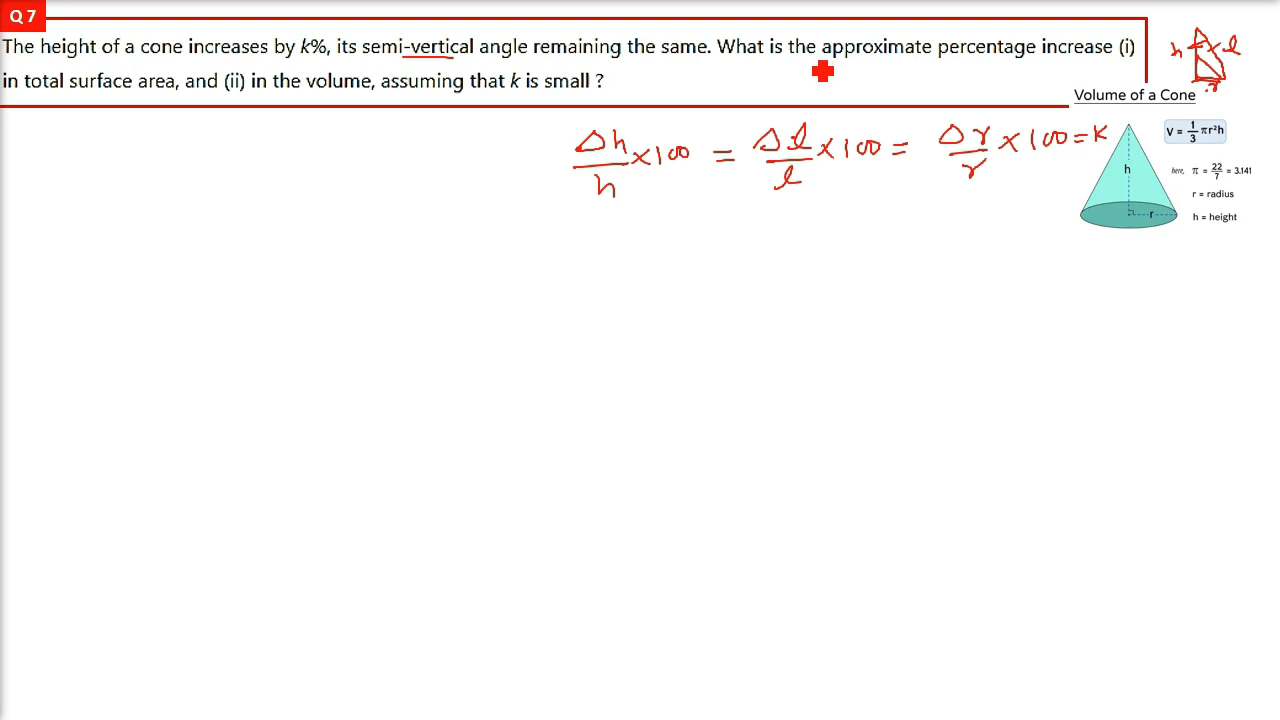 Q 7
The height of a cone increases by k%, its semi-vertical angle remaining the same. What is the approximate percentage increase (i)
in total surface area, and (ii) in the volume, assuming that k is small ?
h l
r
Volume of a Cone
Δh/h × 100 = Δl/l × 100 = Δr/r × 100 = K
V = 1/3 πr²h
h
here, π = 22/7 = 3.141
r = radius
r
h = height